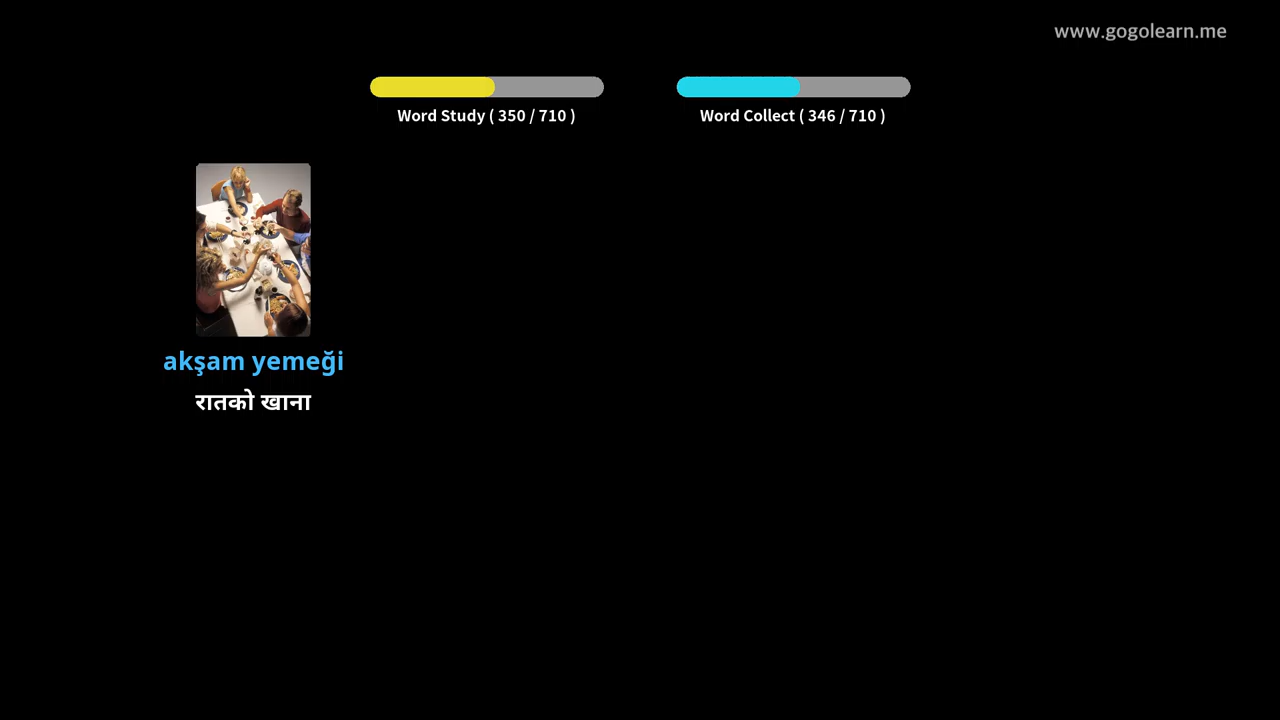 www.gogolearn.me
Word Study ( 350 / 710 )
Word Collect ( 346 / 710 )
akşam yemeği
रातको खाना